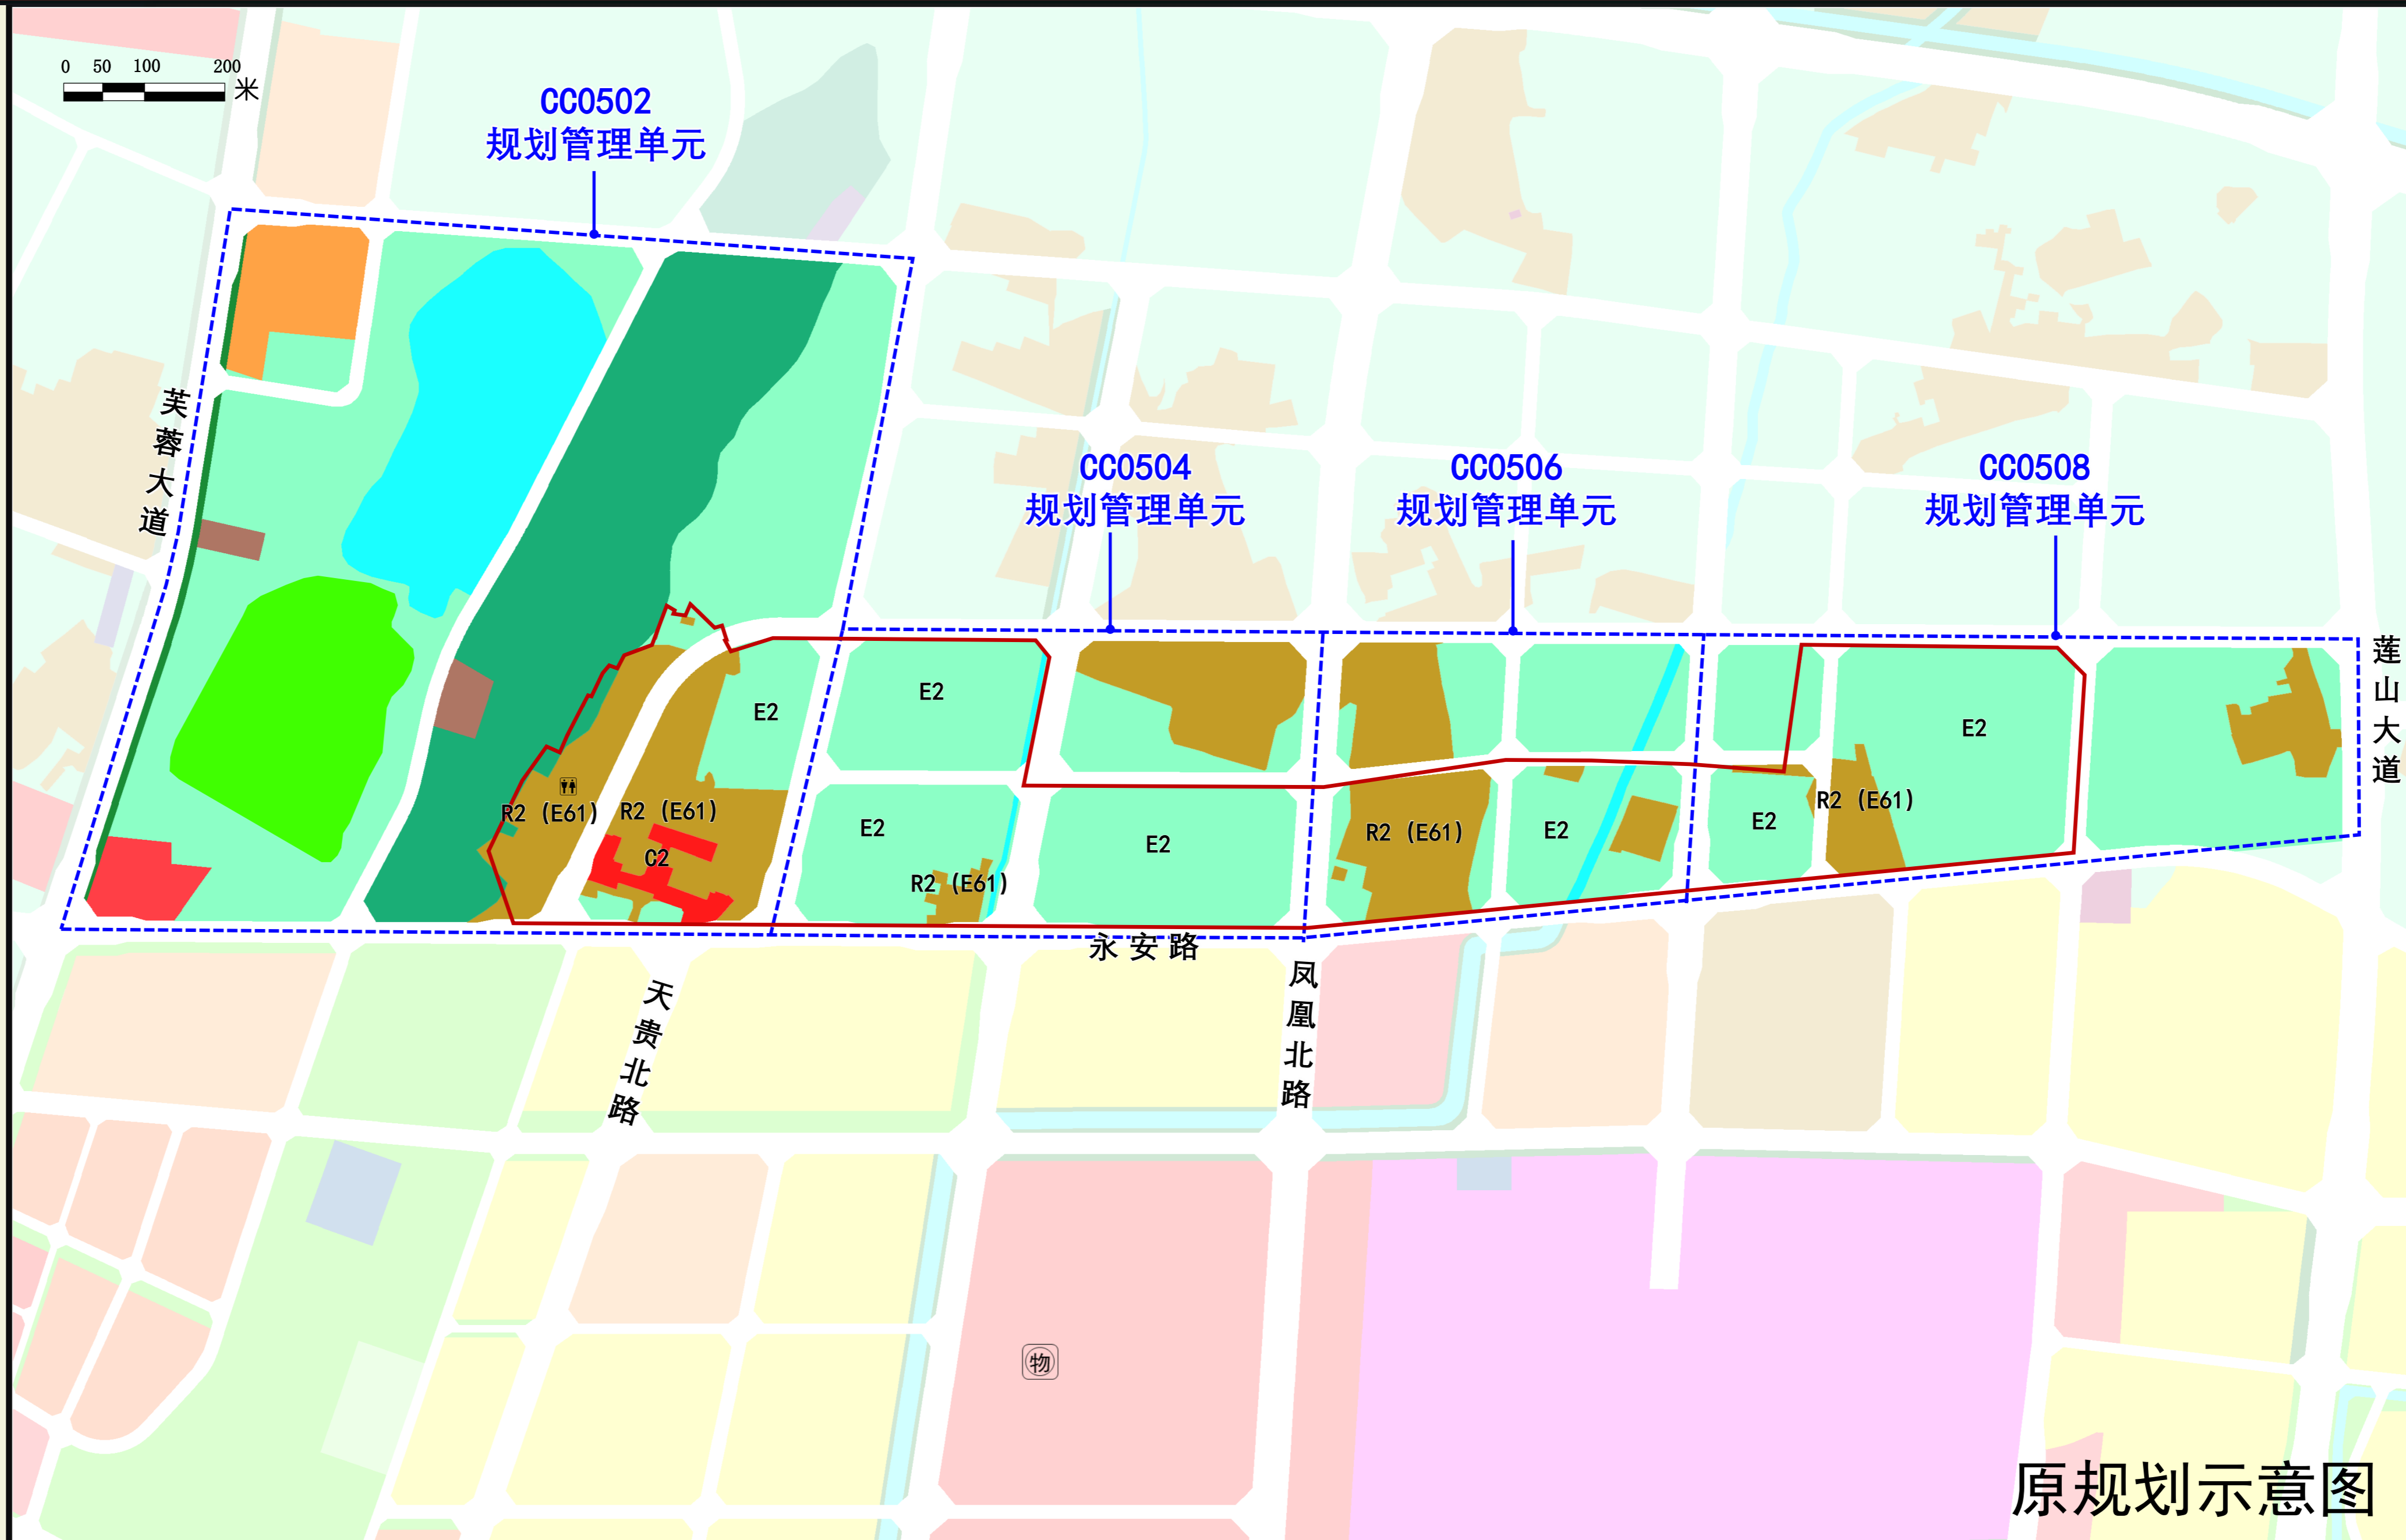 0 50 100 200
米
CC0502
规划管理单元
芙蓉大道
CC0504
规划管理单元
CC0506
规划管理单元
CC0508
规划管理单元
莲山大道
E2
E2
E2
R2 (E61)
R2 (E61)
C2
E2
R2 (E61)
E2
R2 (E61)
E2
E2
R2 (E61)
永安路
天贵北路
凤凰北路
物
原规划示意图